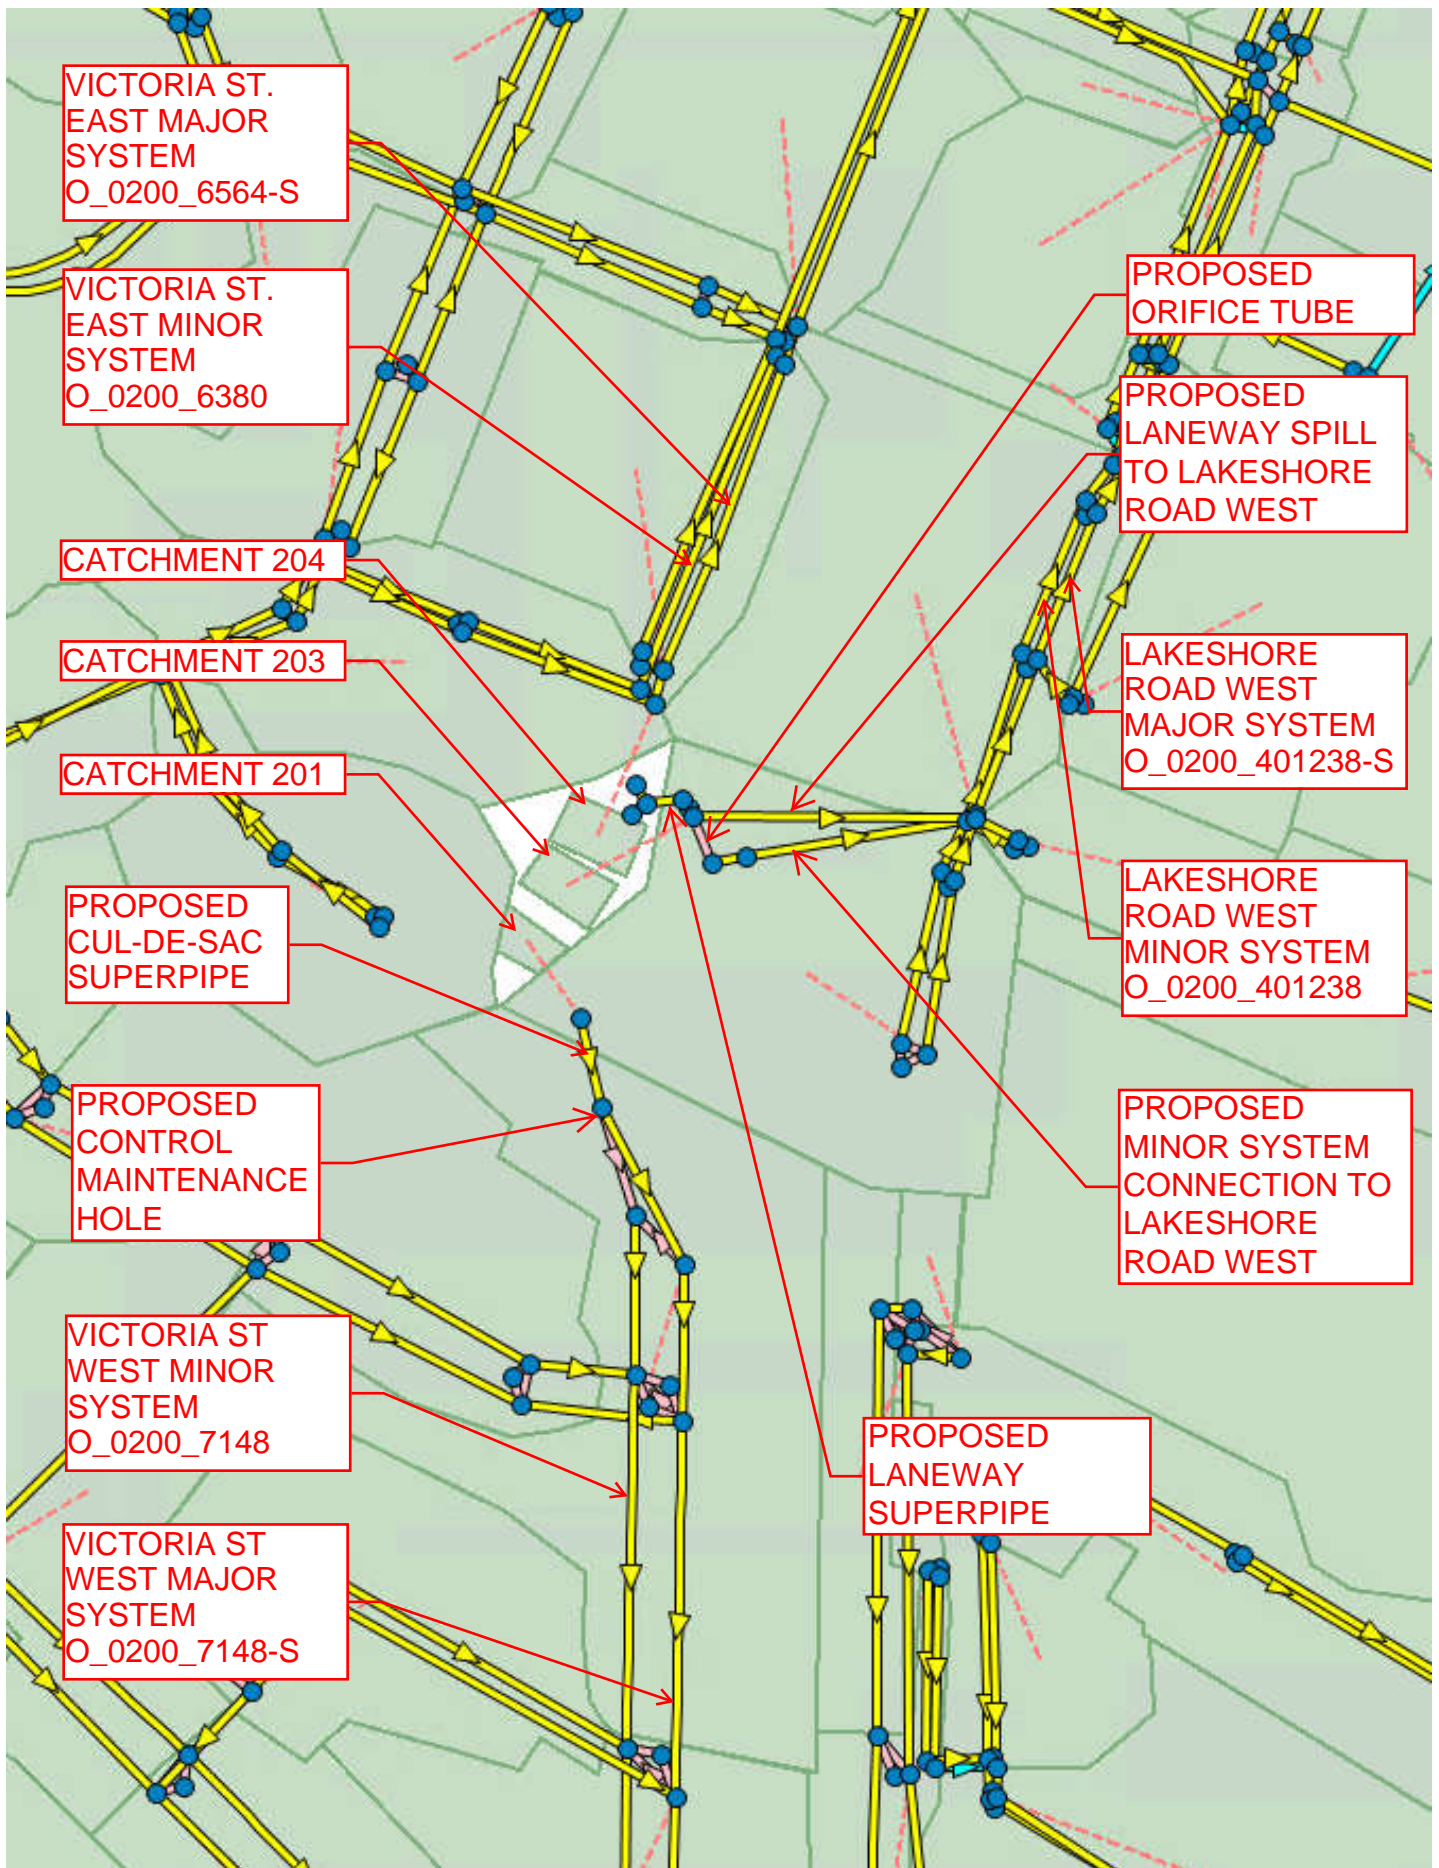 VICTORIA ST.
EAST MAJOR
SYSTEM
O_0200_6564-S
VICTORIA ST.
EAST MINOR
SYSTEM
O_0200_6380
CATCHMENT 204
CATCHMENT 203
CATCHMENT 201
PROPOSED
CUL-DE-SAC
SUPERPIPE
PROPOSED
CONTROL
MAINTENANCE
HOLE
VICTORIA ST
WEST MINOR
SYSTEM
O_0200_7148
VICTORIA ST
WEST MAJOR
SYSTEM
O_0200_7148-S
PROPOSED
ORIFICE TUBE
PROPOSED
LANEWAY SPILL
TO LAKESHORE
ROAD WEST
LAKESHORE
ROAD WEST
MAJOR SYSTEM
O_0200_401238-S
LAKESHORE
ROAD WEST
MINOR SYSTEM
O_0200_401238
PROPOSED
MINOR SYSTEM
CONNECTION TO
LAKESHORE
ROAD WEST
PROPOSED
LANEWAY
SUPERPIPE